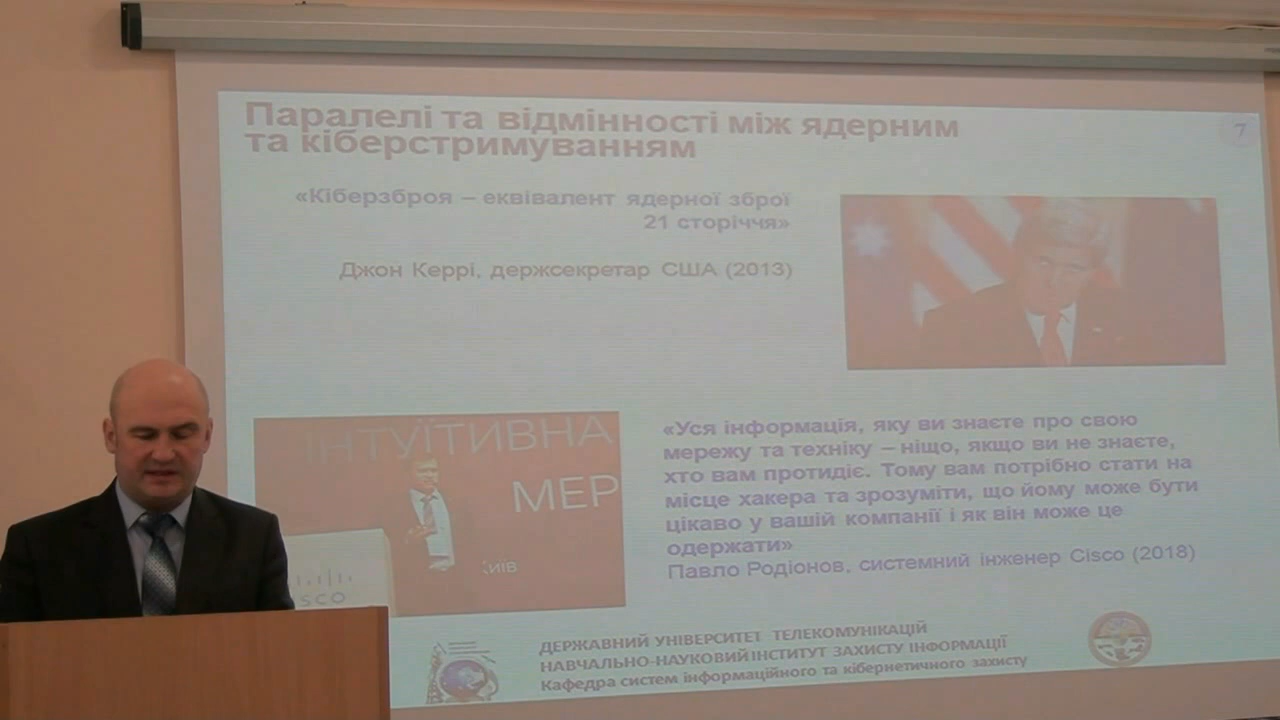 Паралелі та відмінності між ядерним
та кіберстримуванням
7
«Кіберзброя – еквівалент ядерної зброї
21 сторіччя»
Джон Керрі, держсекретар США (2013)
ІНТУЇТИВНА
МЕР
Київ
SCO
«Уся інформація, яку ви знаєте про свою
мережу та техніку – ніщо, якщо ви не знаєте,
хто вам протидіє. Тому вам потрібно стати на
місце хакера та зрозуміти, що йому може бути
цікаво у вашій компанії і як він може це
одержати»
Павло Родіонов, системний інженер Cisco (2018)
ДЕРЖАВНИЙ УНІВЕРСИТЕТ ТЕЛЕКОМУНІКАЦІЙ
НАВЧАЛЬНО-НАУКОВИЙ ІНСТИТУТ ЗАХИСТУ ІНФОРМАЦІЇ
Кафедра систем інформаційного та кібернетичного захисту